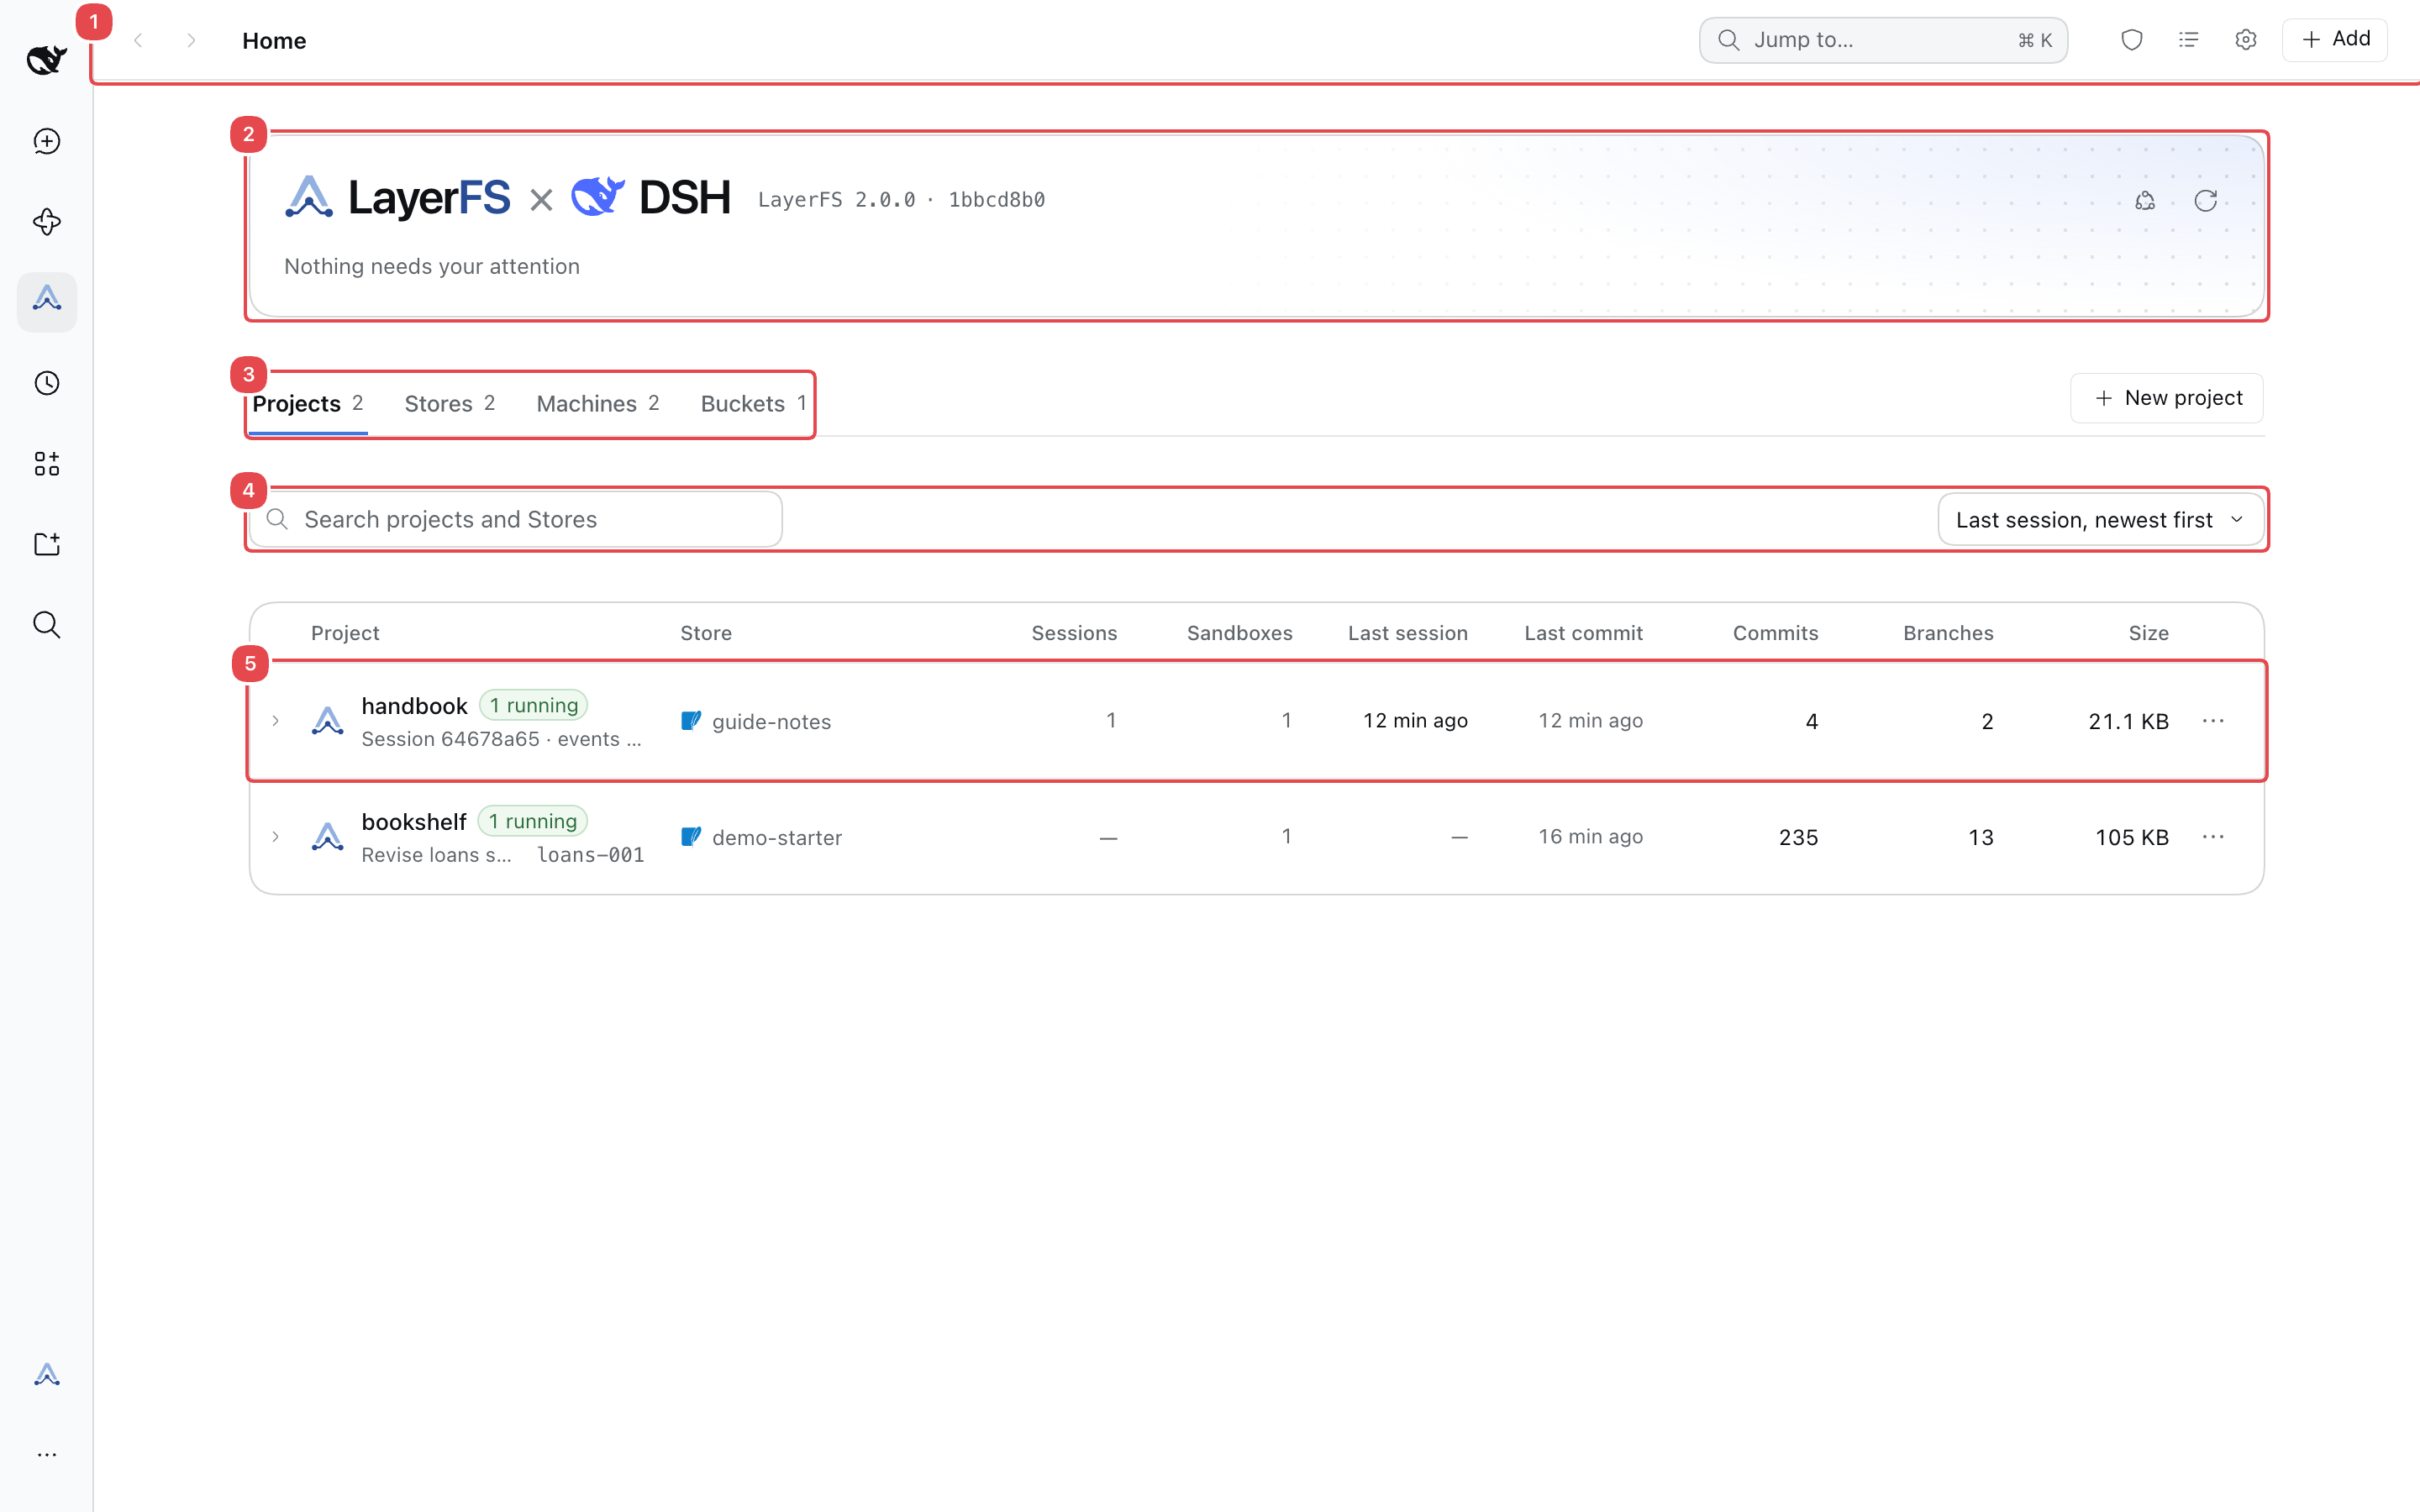 1
Home
Jump to...
⌘ K
Add
2
LayerFS × DSH LayerFS 2.0.0 · 1bbcd8b0
Nothing needs your attention
3
Projects 2 Stores 2 Machines 2 Buckets 1
New project
4
Search projects and Stores
Last session, newest first
Project Store Sessions Sandboxes Last session Last commit Commits Branches Size
5
handbook 1 running
Session 64678a65 · events ...
guide-notes 1 1 12 min ago 12 min ago 4 2 21.1 KB ···
bookshelf 1 running
Revise loans s... loans-001
demo-starter — 1 — 16 min ago 235 13 105 KB ···